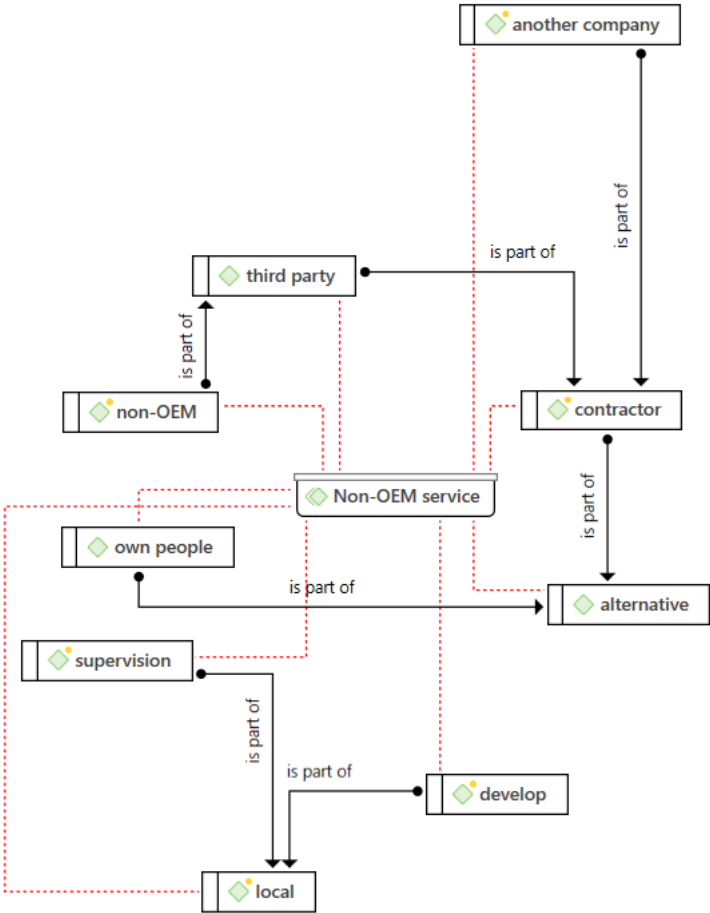 another company
is part of
is part of
third party
is part of
non-OEM
contractor
Non-OEM service
is part of
own people
is part of
alternative
supervision
is part of
is part of
develop
local